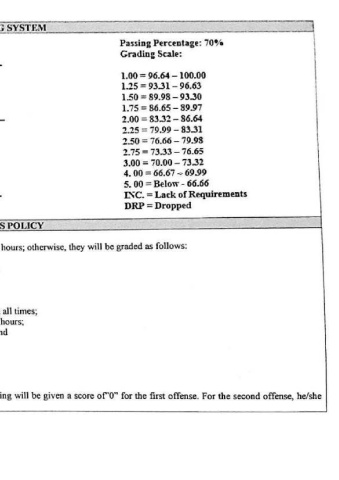 G SYSTEM
Passing Percentage: 70%
Grading Scale:
1.00 = 96.64 – 100.00
1.25 = 93.31 – 96.63
1.50 = 89.98 – 93.30
1.75 = 86.65 – 89.97
2.00 = 83.32 – 86.64
2.25 = 79.99 – 83.31
2.50 = 76.66 – 79.98
2.75 = 73.33 – 76.65
3.00 = 70.00 – 73.32
4. 00 = 66.67 – 69.99
5. 00 = Below - 66.66
INC. = Lack of Requirements
DRP = Dropped
S POLICY
hours; otherwise, they will be graded as follows:
all times;
hours;
nd
ing will be given a score of"0" for the first offense. For the second offense, he/she